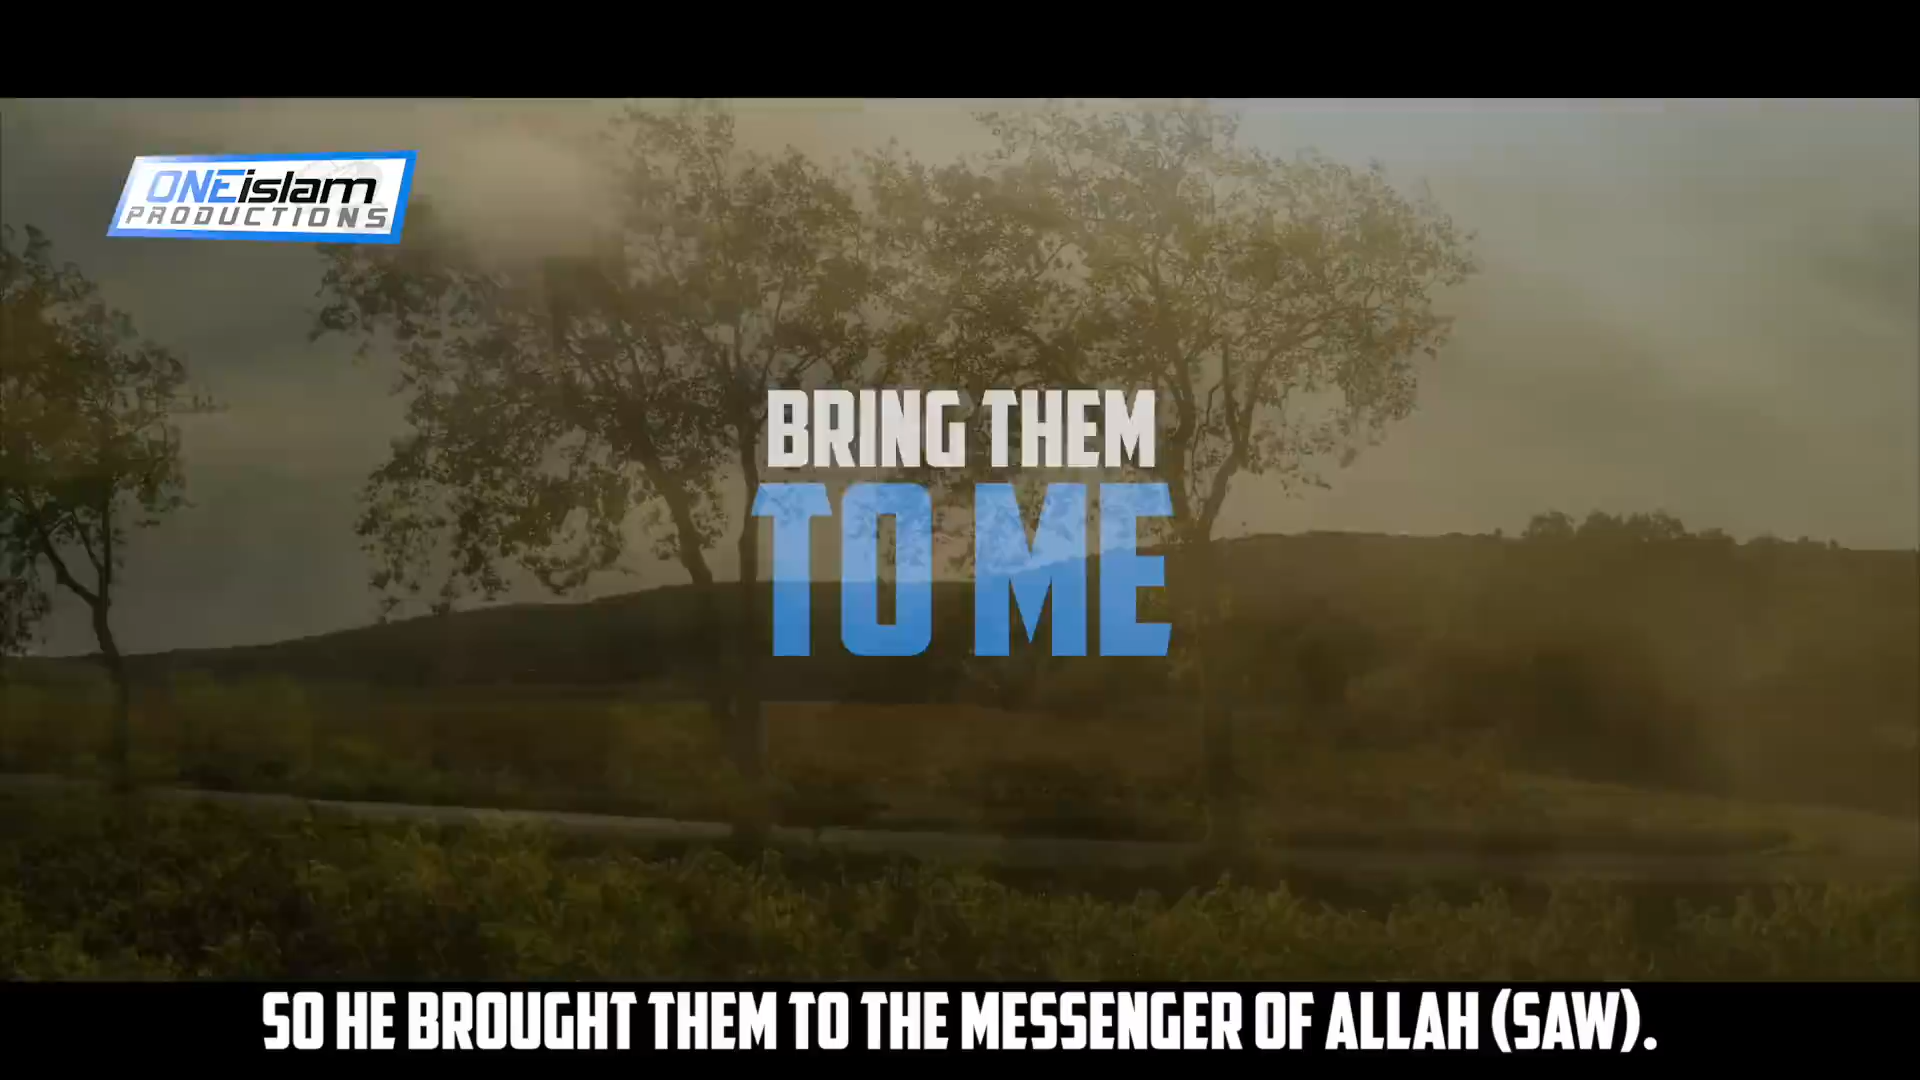 ONEislam
PRODUCTIONS
BRING THEM
TO ME
SO HE BROUGHT THEM TO THE MESSENGER OF ALLAH (SAW).